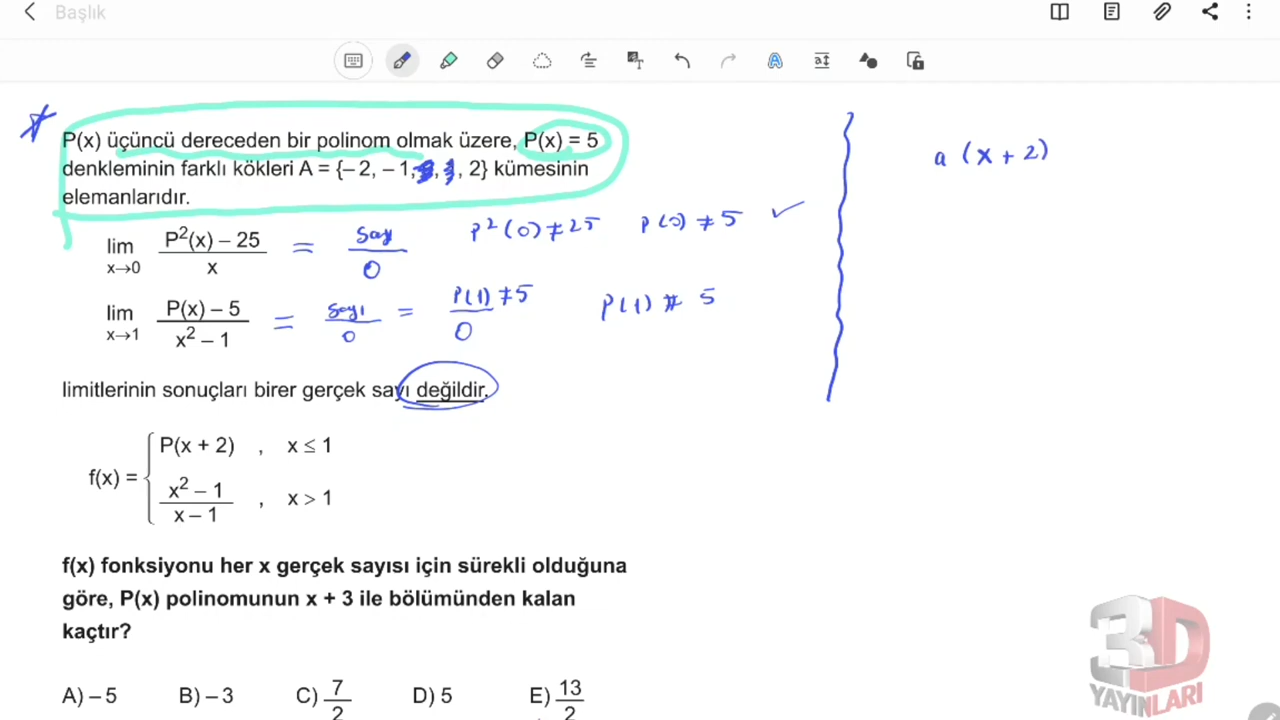 Başlık
P(x) üçüncü dereceden bir polinom olmak üzere, P(x) = 5
denkleminin farklı kökleri A = {– 2, – 1, , , 2} kümesinin
elemanlarıdır.
lim x→0 P²(x) – 25 / x = Say / 0 P²(0) ≠ 25 P(0) ≠ 5 ✓
lim x→1 P(x) – 5 / x² – 1 = Sayı / 0 = P(1) ≠ 5 / 0 P(1) ≠ 5
limitlerinin sonuçları birer gerçek sayı değildir.
f(x) = { P(x + 2) , x ≤ 1
x² – 1 / x – 1 , x > 1
f(x) fonksiyonu her x gerçek sayısı için sürekli olduğuna
göre, P(x) polinomunun x + 3 ile bölümünden kalan
kaçtır?
A) – 5 B) – 3 C) 7/2 D) 5 E) 13/2
a (x + 2)
3D
YAYINLARI